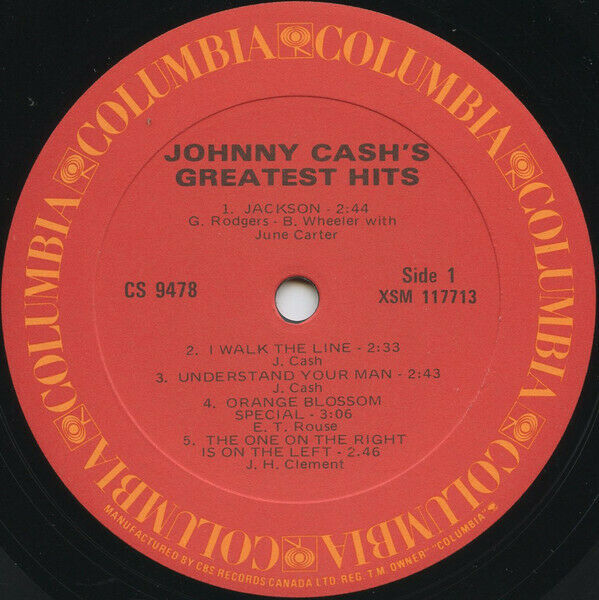 COLUMBIA COLUMBIA COLUMBIA COLUMBIA COLUMBIA COLUMBIA
JOHNNY CASH'S
GREATEST HITS
1. JACKSON - 2:44
G. Rodgers - B. Wheeler with
June Carter
CS 9478
Side 1
XSM 117713
2. I WALK THE LINE - 2:33
J. Cash
3. UNDERSTAND YOUR MAN - 2:43
J. Cash
4. ORANGE BLOSSOM
SPECIAL - 3:06
E. T. Rouse
5. THE ONE ON THE RIGHT
IS ON THE LEFT - 2.46
J. H. Clement
MANUFACTURED BY CBS RECORDS CANADA LTD. REG. T.M. OWNER" "COLUMBIA"